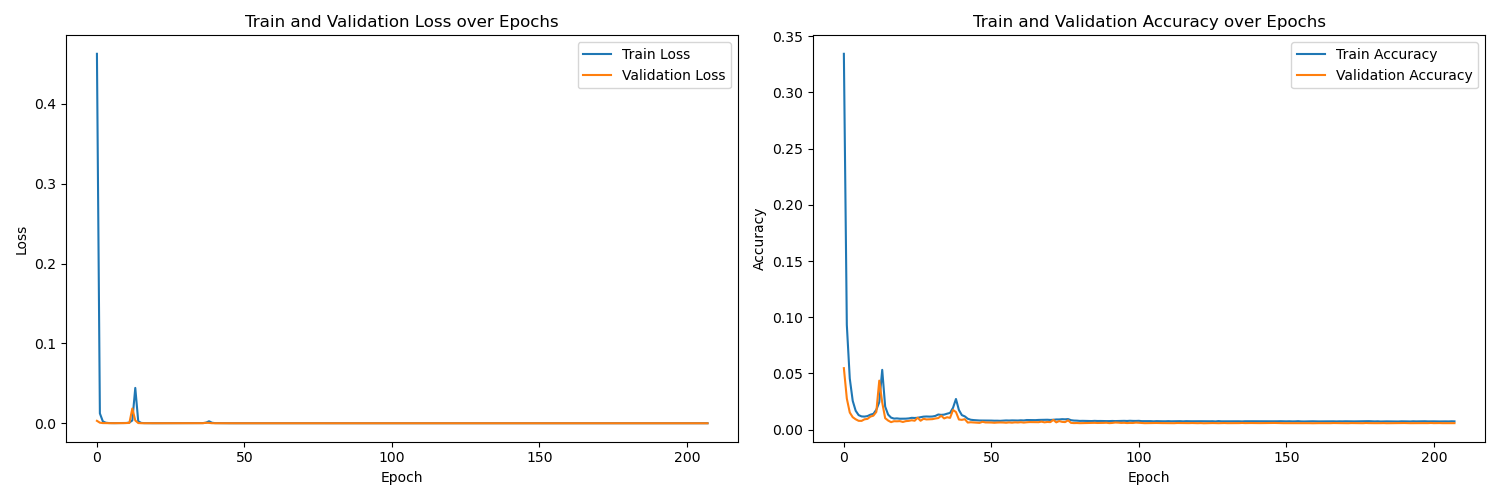 Train and Validation Loss over Epochs
Train Loss
Validation Loss
0.4
0.3
0.2
0.1
0.0
Loss
0 50 100 150 200
Epoch
Train and Validation Accuracy over Epochs
Train Accuracy
Validation Accuracy
0.35
0.30
0.25
0.20
0.15
0.10
0.05
0.00
Accuracy
0 50 100 150 200
Epoch